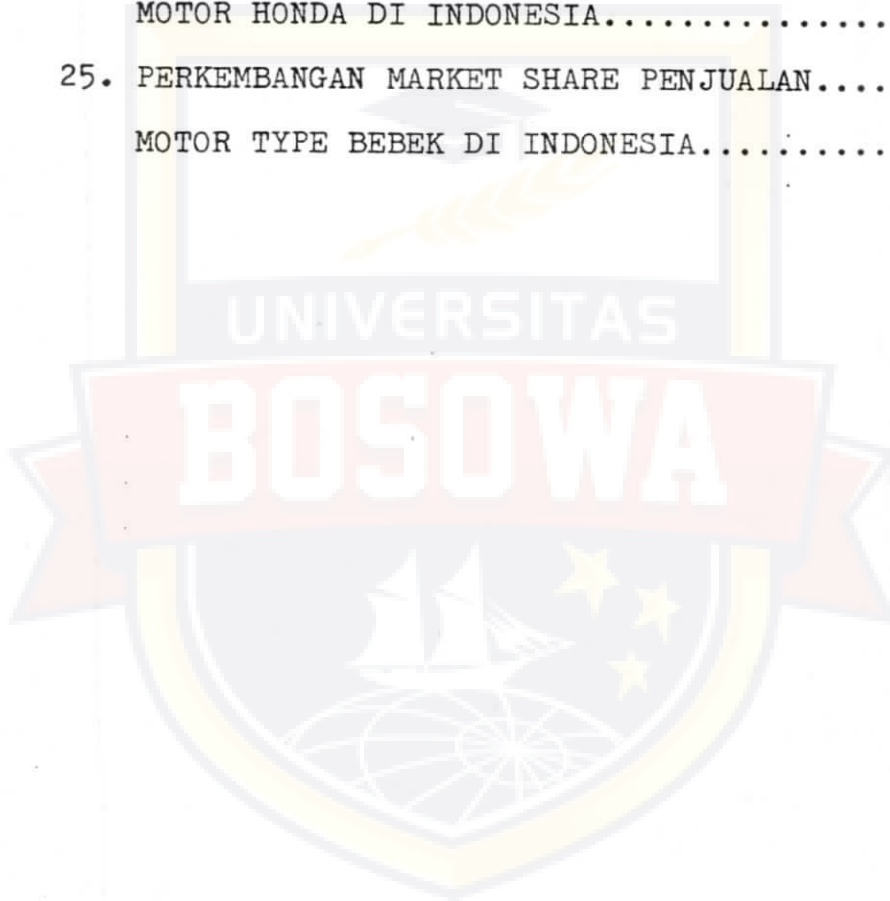 MOTOR HONDA DI INDONESIA...............
25. PERKEMBANGAN MARKET SHARE PENJUALAN....
MOTOR TYPE BEBEK DI INDONESIA..........
UNIVERSITAS
BOSOWA